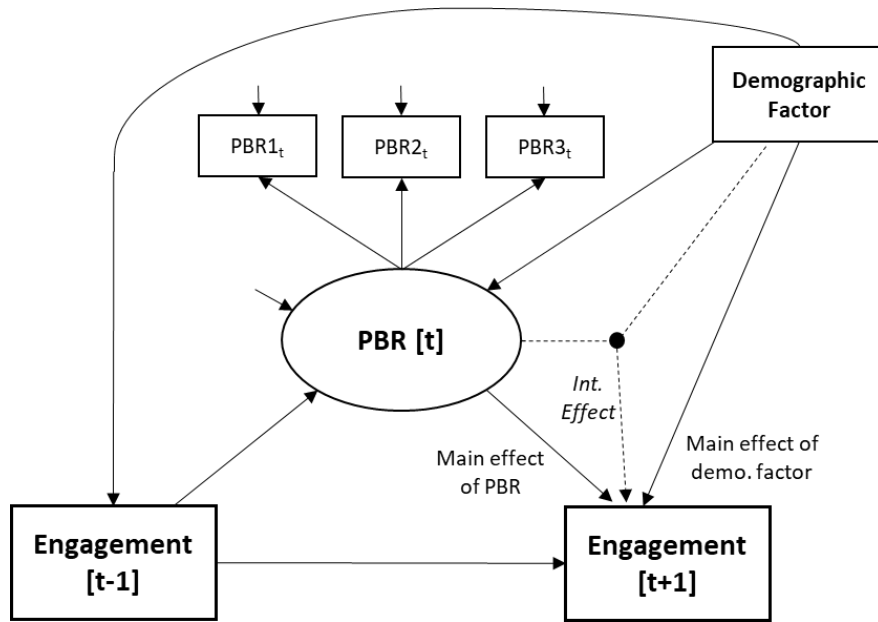 Demographic
Factor
PBR1ₜ
PBR2ₜ
PBR3ₜ
PBR [t]
Int.
Effect
Main effect
of PBR
Main effect of
demo. factor
Engagement
[t-1]
Engagement
[t+1]